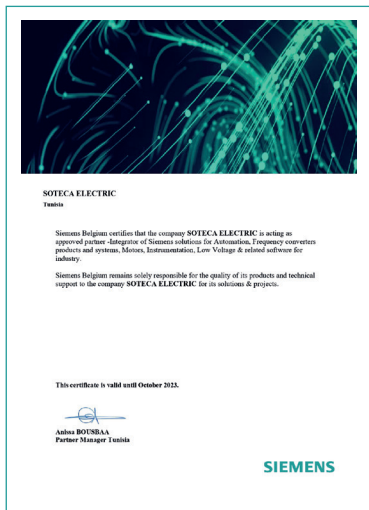 SOTECA ELECTRIC
Tunisia
Siemens Belgium certifies that the company SOTECA ELECTRIC is acting as
approved partner -Integrator of Siemens solutions for Automation, Frequency converters
products and systems, Motors, Instrumentation, Low Voltage & related software for
industry.
Siemens Belgium remains solely responsible for the quality of its products and technical
support to the company SOTECA ELECTRIC for its solutions & projects.
This certificate is valid until October 2023.
Anissa BOUSBAA
Partner Manager Tunisia
SIEMENS